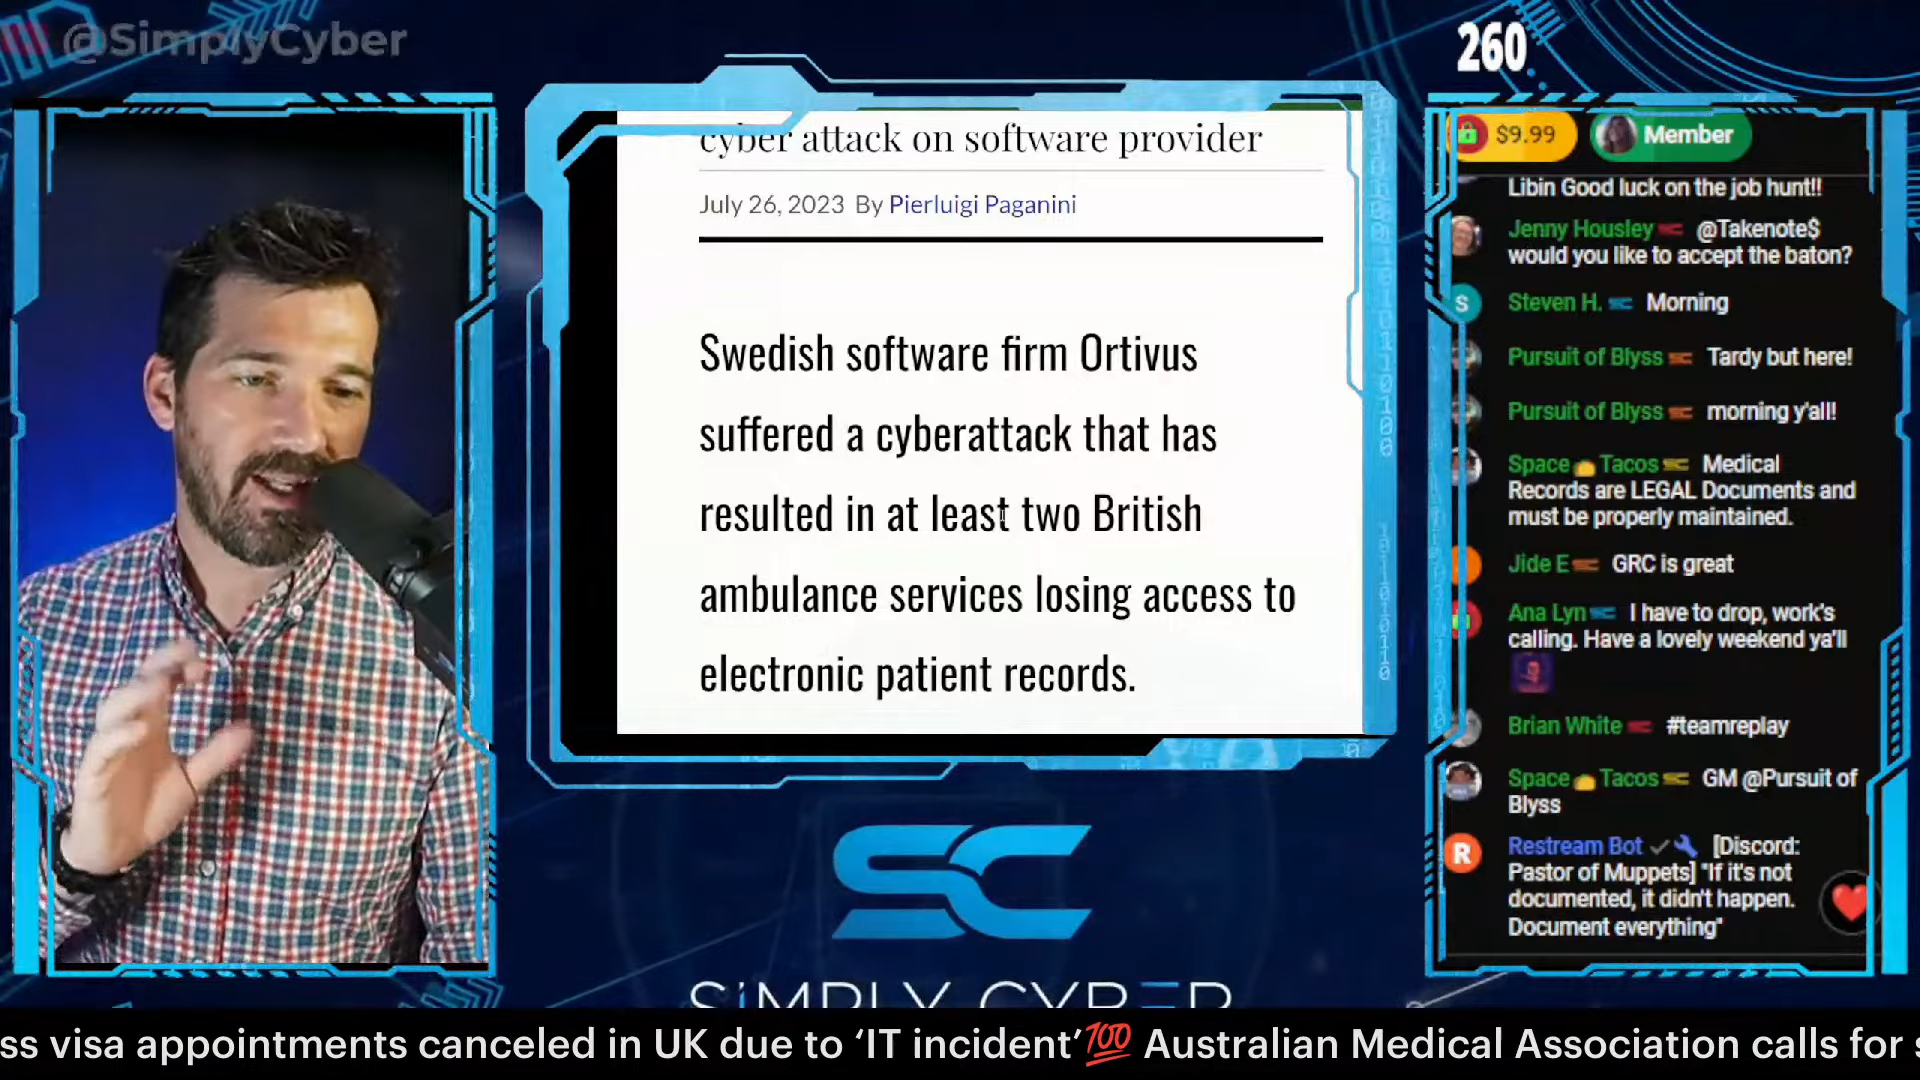 @SimplyCyber
260
cyber attack on software provider
July 26, 2023 By Pierluigi Paganini
Swedish software firm Ortivus
suffered a cyberattack that has
resulted in at least two British
ambulance services losing access to
electronic patient records.
$9.99
Member
Libin Good luck on the job hunt!!
Jenny Housley @Takenote$
would you like to accept the baton?
S
Steven H. Morning
Pursuit of Blyss Tardy but here!
Pursuit of Blyss morning y'all!
Space 🌮 Tacos Medical
Records are LEGAL Documents and
must be properly maintained.
Jide E GRC is great
Ana Lyn I have to drop, work's
calling. Have a lovely weekend ya'll
Brian White #teamreplay
Space 🌮 Tacos GM @Pursuit of
Blyss
R
Restream Bot [Discord:
Pastor of Muppets] "If it's not
documented, it didn't happen.
Document everything"
SC
SiMPLY CYBER
ss visa appointments canceled in UK due to ‘IT incident’💯 Australian Medical Association calls for s